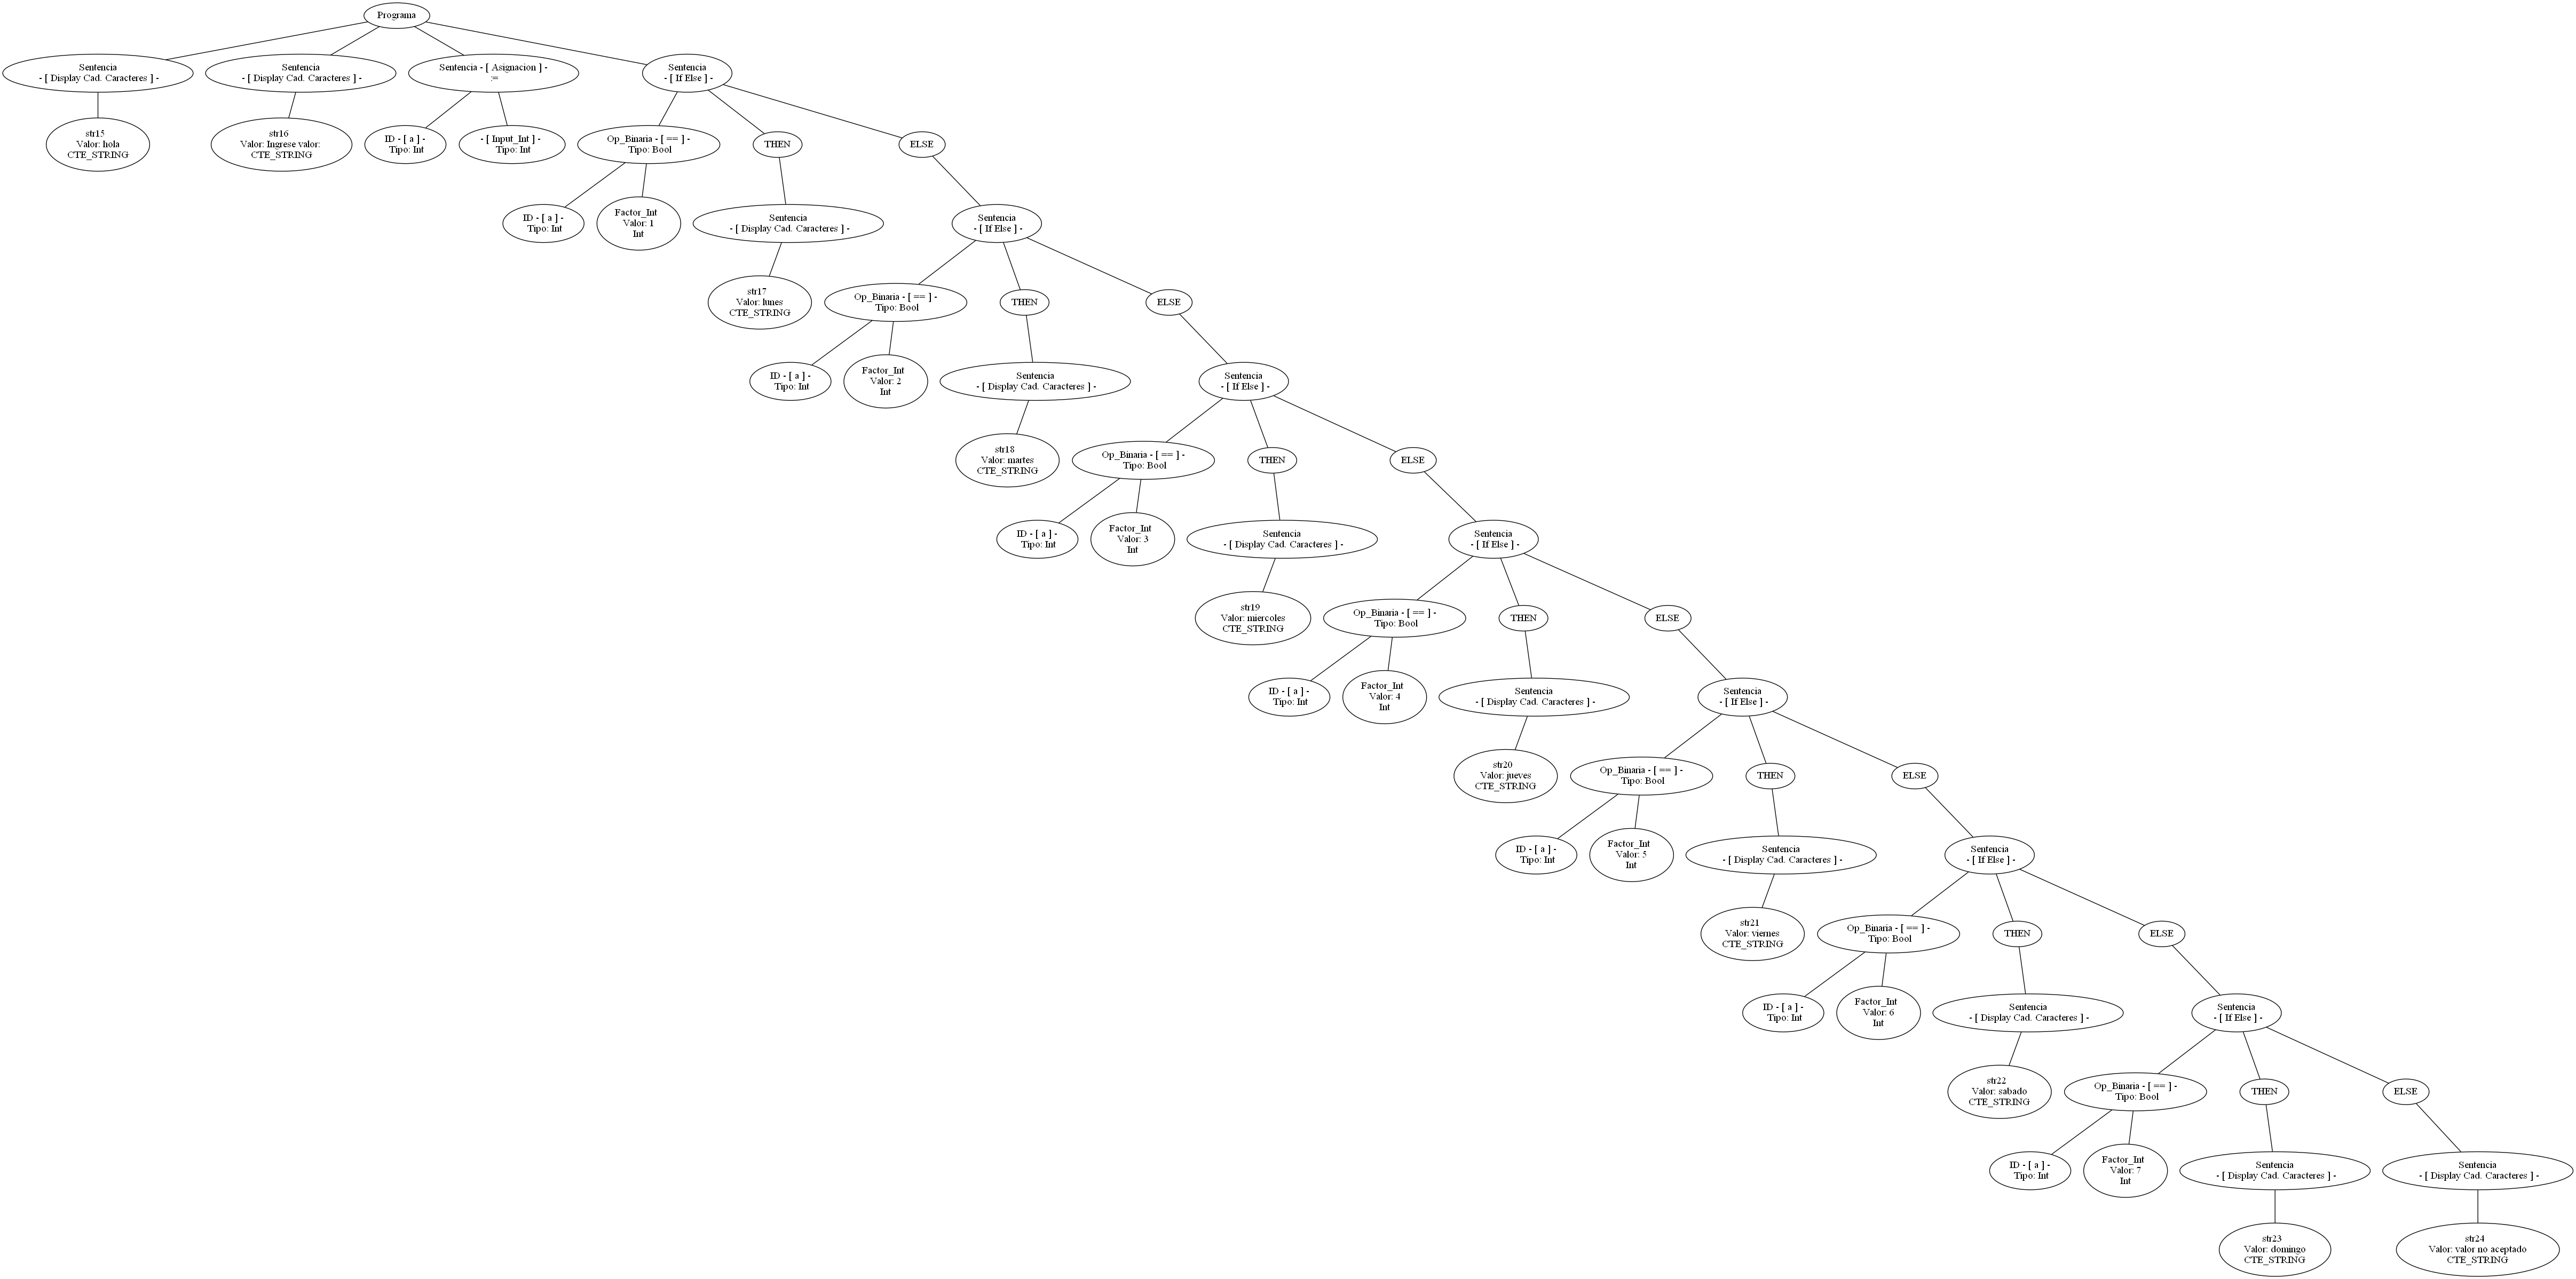 Programa
Sentencia
- [ Display Cad. Caracteres ] -
Sentencia
- [ Display Cad. Caracteres ] -
Sentencia - [ Asignacion ] -
:=
Sentencia
- [ If Else ] -
str15
Valor: hola
CTE_STRING
str16
Valor: Ingrese valor:
CTE_STRING
ID - [ a ] -
Tipo: Int
- [ Input_Int ] -
Tipo: Int
Op_Binaria - [ == ] -
Tipo: Bool
THEN
ELSE
ID - [ a ] -
Tipo: Int
Factor_Int
Valor: 1
Int
Sentencia
- [ Display Cad. Caracteres ] -
Sentencia
- [ If Else ] -
str17
Valor: lunes
CTE_STRING
Op_Binaria - [ == ] -
Tipo: Bool
THEN
ELSE
ID - [ a ] -
Tipo: Int
Factor_Int
Valor: 2
Int
Sentencia
- [ Display Cad. Caracteres ] -
Sentencia
- [ If Else ] -
str18
Valor: martes
CTE_STRING
Op_Binaria - [ == ] -
Tipo: Bool
THEN
ELSE
ID - [ a ] -
Tipo: Int
Factor_Int
Valor: 3
Int
Sentencia
- [ Display Cad. Caracteres ] -
Sentencia
- [ If Else ] -
str19
Valor: miercoles
CTE_STRING
Op_Binaria - [ == ] -
Tipo: Bool
THEN
ELSE
ID - [ a ] -
Tipo: Int
Factor_Int
Valor: 4
Int
Sentencia
- [ Display Cad. Caracteres ] -
Sentencia
- [ If Else ] -
str20
Valor: jueves
CTE_STRING
Op_Binaria - [ == ] -
Tipo: Bool
THEN
ELSE
ID - [ a ] -
Tipo: Int
Factor_Int
Valor: 5
Int
Sentencia
- [ Display Cad. Caracteres ] -
Sentencia
- [ If Else ] -
str21
Valor: viernes
CTE_STRING
Op_Binaria - [ == ] -
Tipo: Bool
THEN
ELSE
ID - [ a ] -
Tipo: Int
Factor_Int
Valor: 6
Int
Sentencia
- [ Display Cad. Caracteres ] -
Sentencia
- [ If Else ] -
str22
Valor: sabado
CTE_STRING
Op_Binaria - [ == ] -
Tipo: Bool
THEN
ELSE
ID - [ a ] -
Tipo: Int
Factor_Int
Valor: 7
Int
Sentencia
- [ Display Cad. Caracteres ] -
Sentencia
- [ Display Cad. Caracteres ] -
str23
Valor: domingo
CTE_STRING
str24
Valor: valor no aceptado
CTE_STRING